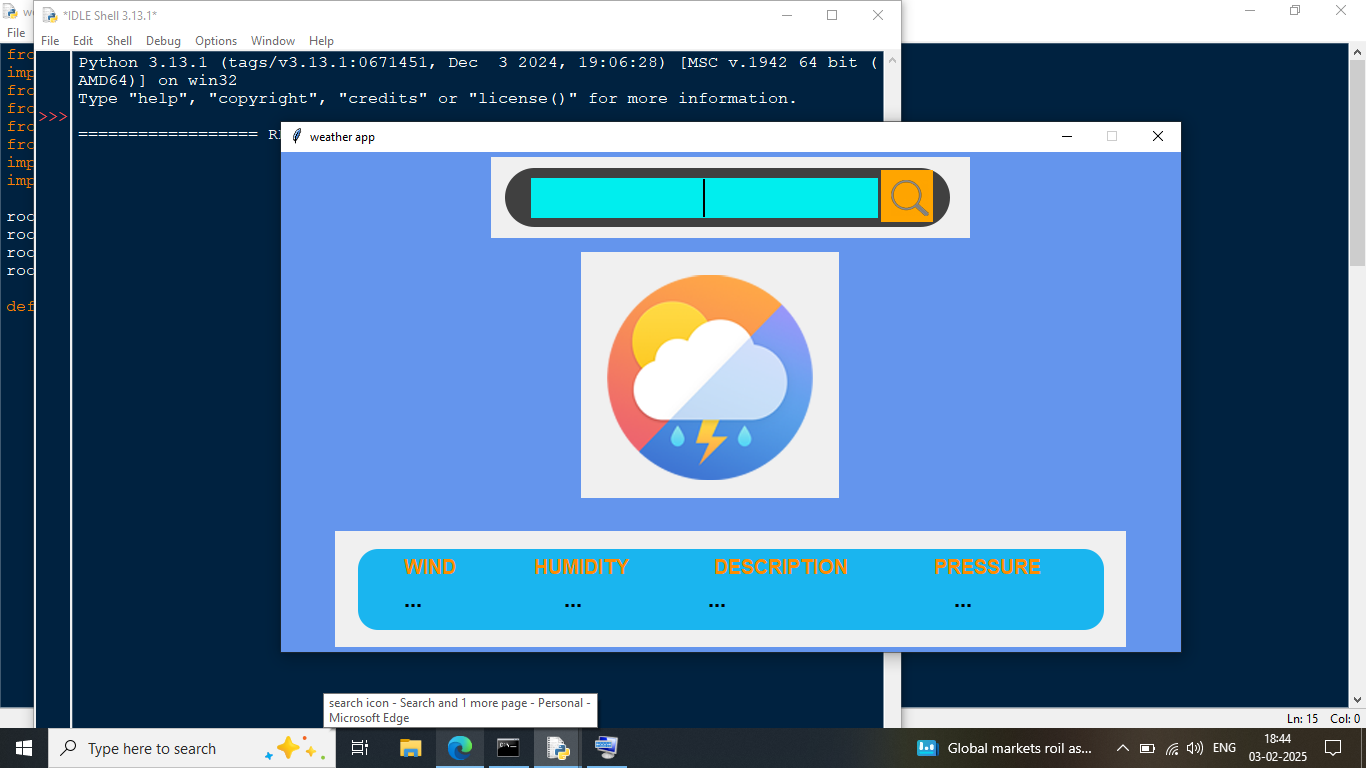 *IDLE Shell 3.13.1*
File Edit Shell Debug Options Window Help
File
Python 3.13.1 (tags/v3.13.1:0671451, Dec  3 2024, 19:06:28) [MSC v.1942 64 bit (
AMD64)] on win32
Type "help", "copyright", "credits" or "license()" for more information.
>>>
================== R
fro
imp
fro
fro
fro
fro
imp
imp
roo
roo
roo
roo
def
weather app
WIND HUMIDITY DESCRIPTION PRESSURE
... ... ... ...
search icon - Search and 1 more page - Personal -
Microsoft Edge
Ln: 15 Col: 0
Type here to search
Global markets roil as...
ENG
18:44
03-02-2025